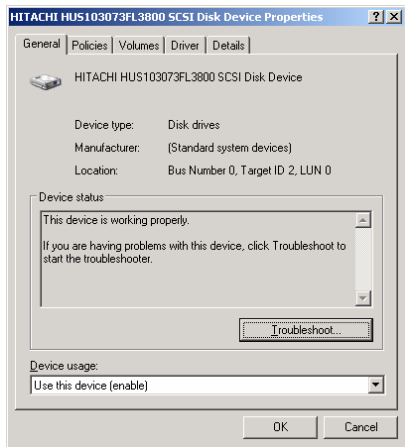 HITACHI HUS103073FL3800 SCSI Disk Device Properties
General Policies Volumes Driver Details
HITACHI HUS103073FL3800 SCSI Disk Device
Device type: Disk drives
Manufacturer: (Standard system devices)
Location: Bus Number 0, Target ID 2, LUN 0
Device status
This device is working properly.
If you are having problems with this device, click Troubleshoot to
start the troubleshooter.
Troubleshoot...
Device usage:
Use this device (enable)
OK Cancel